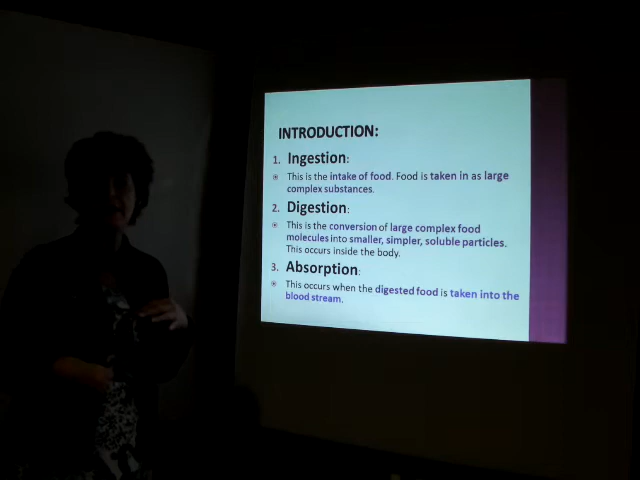 INTRODUCTION:
1. Ingestion:
This is the intake of food. Food is taken in as large
complex substances.
2. Digestion:
This is the conversion of large complex food
molecules into smaller, simpler, soluble particles.
This occurs inside the body.
3. Absorption:
This occurs when the digested food is taken into the
blood stream.